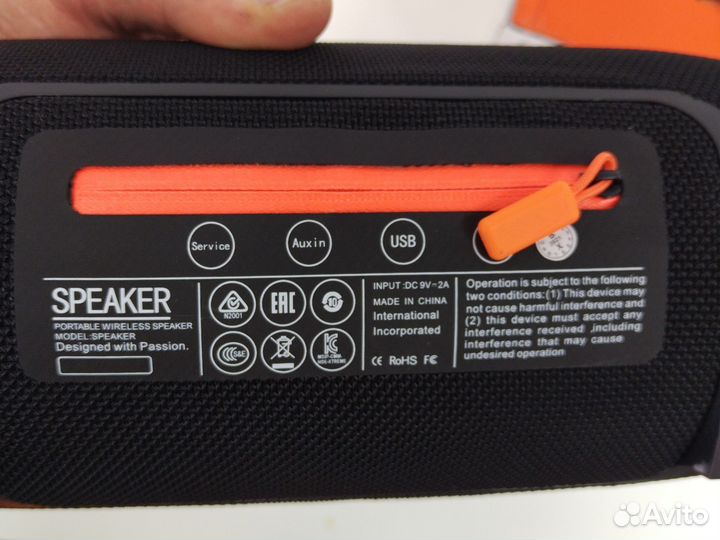 Service
Auxin
USB
SPEAKER
PORTABLE WIRELESS SPEAKER
MODEL:SPEAKER
Designed with Passion.
N2001
EAC
10
CCC S&E
INPUT:DC 9V⎓2A
MADE IN CHINA
International
Incorporated
CE RoHS FC
Operation is subject to the following
two conditions:(1) This device may
not cause harmful interference and
(2) this device must accept any
interference received ,including
interference that may cause
undesired operation
Avito